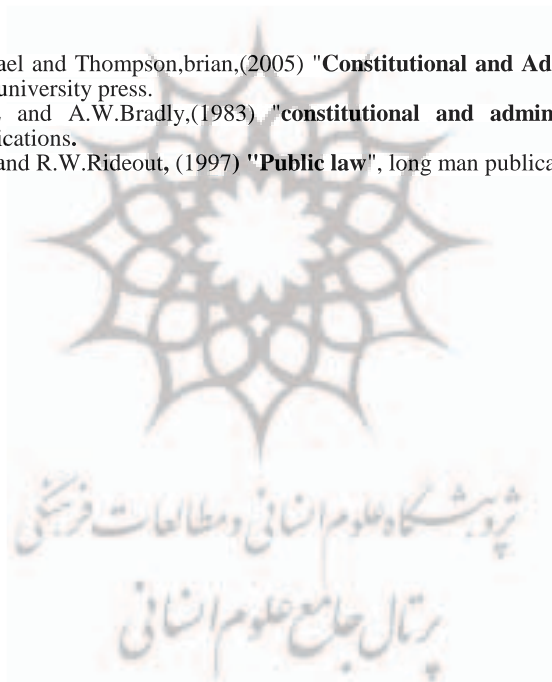 ael and Thompson,brian,(2005) "Constitutional and Ad
university press.
and A.W.Bradly,(1983) "constitutional and admin
ications.
and R.W.Rideout, (1997) "Public law", long man publica
پژوهشگاه علوم انسانی و مطالعات فرهنگی
پرتال جامع علوم انسانی